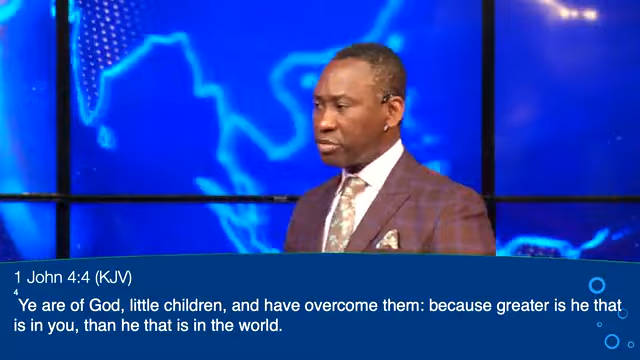 1 John 4:4 (KJV)
4
Ye are of God, little children, and have overcome them: because greater is he that
is in you, than he that is in the world.